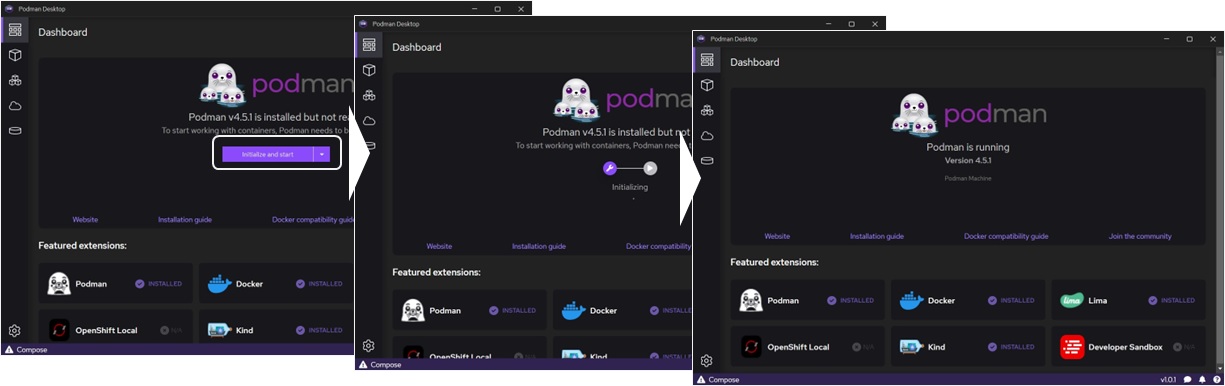 Podman Desktop
Dashboard
podman
Podman v4.5.1 is installed but not rea
To start working with containers, Podman needs to b
Initialize and start
Website
Installation guide
Docker compatibility guide
Featured extensions:
Podman
INSTALLED
Docker
INSTALLED
OpenShift Local
N/A
Kind
INSTALLED
Compose
Podman Desktop
Dashboard
podma
Podman v4.5.1 is installed but not
To start working with containers, Podman needs t
Initializing
Website
Installation guide
Docker compatibility
Featured extensions:
Podman
INSTALLED
Docker
OpenShift Local
N/A
Kind
Compose
Podman Desktop
Dashboard
podman
Podman is running
Version 4.5.1
Podman Machine
Website
Installation guide
Docker compatibility guide
Join the community
Featured extensions:
Podman
INSTALLED
Docker
INSTALLED
Lima
INSTALLED
OpenShift Local
N/A
Kind
INSTALLED
Developer Sandbox
N/A
Compose
v1.0.1